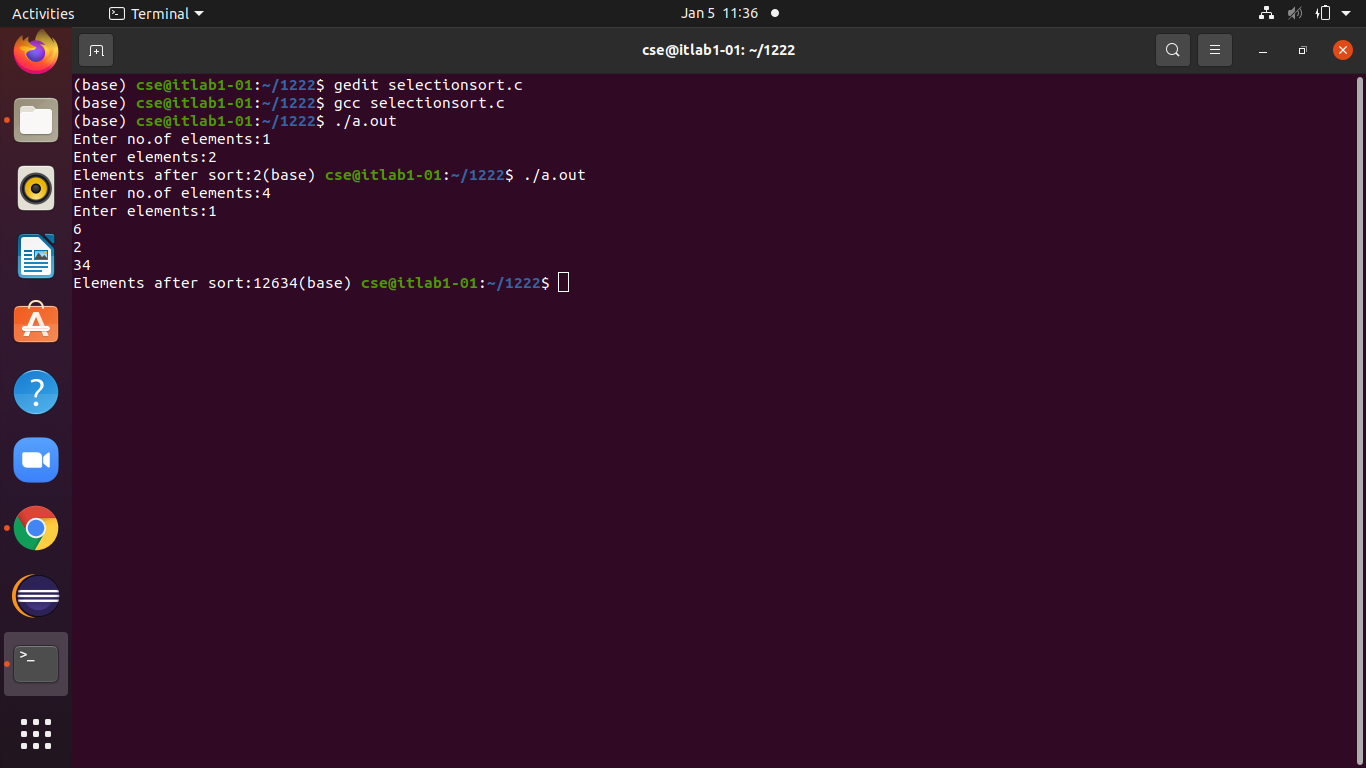 Activities Terminal Jan 5 11:36
cse@itlab1-01: ~/1222
(base) cse@itlab1-01:~/1222$ gedit selectionsort.c
(base) cse@itlab1-01:~/1222$ gcc selectionsort.c
(base) cse@itlab1-01:~/1222$ ./a.out
Enter no.of elements:1
Enter elements:2
Elements after sort:2(base) cse@itlab1-01:~/1222$ ./a.out
Enter no.of elements:4
Enter elements:1
6
2
34
Elements after sort:12634(base) cse@itlab1-01:~/1222$